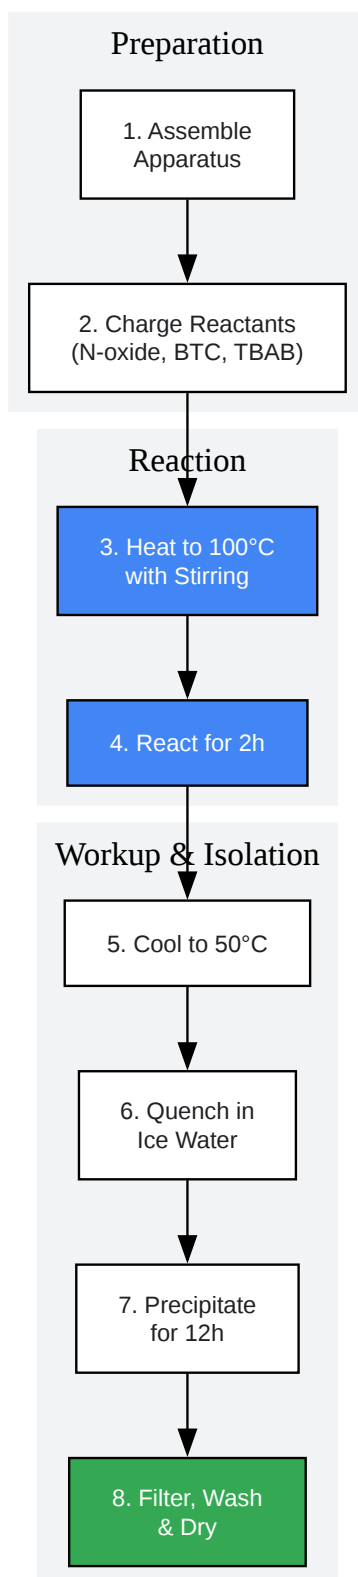 Preparation
1. Assemble
Apparatus
2. Charge Reactants
(N-oxide, BTC, TBAB)
Reaction
3. Heat to 100°C
with Stirring
4. React for 2h
Workup & Isolation
5. Cool to 50°C
6. Quench in
Ice Water
7. Precipitate
for 12h
8. Filter, Wash
& Dry